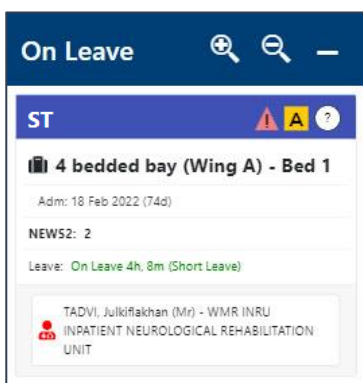 On Leave
ST A ?
4 bedded bay (Wing A) - Bed 1
Adm: 18 Feb 2022 (74d)
NEWS2: 2
Leave: On Leave 4h, 8m (Short Leave)
TADVI, Julkiflakhan (Mr) - WMR INRU
INPATIENT NEUROLOGICAL REHABILITATION
UNIT